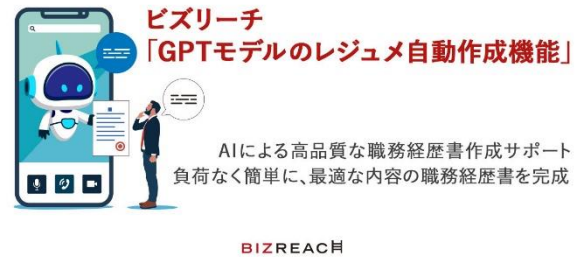 ビズリーチ
「GPTモデルのレジュメ自動作成機能」
AIによる高品質な職務経歴書作成サポート
負荷なく簡単に、最適な内容の職務経歴書を完成
BIZREACH